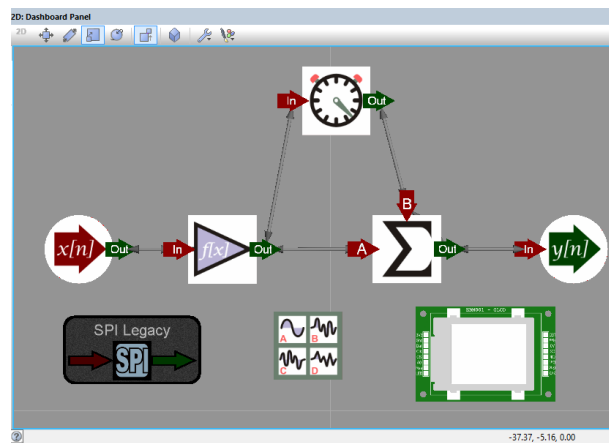 2D: Dashboard Panel
2D
In
Out
B
x[n]
Out
In
f[x]
Out
A
Out
In
y[n]
SPI Legacy
SPI
A
B
C
D
-37.37, -5.16, 0.00